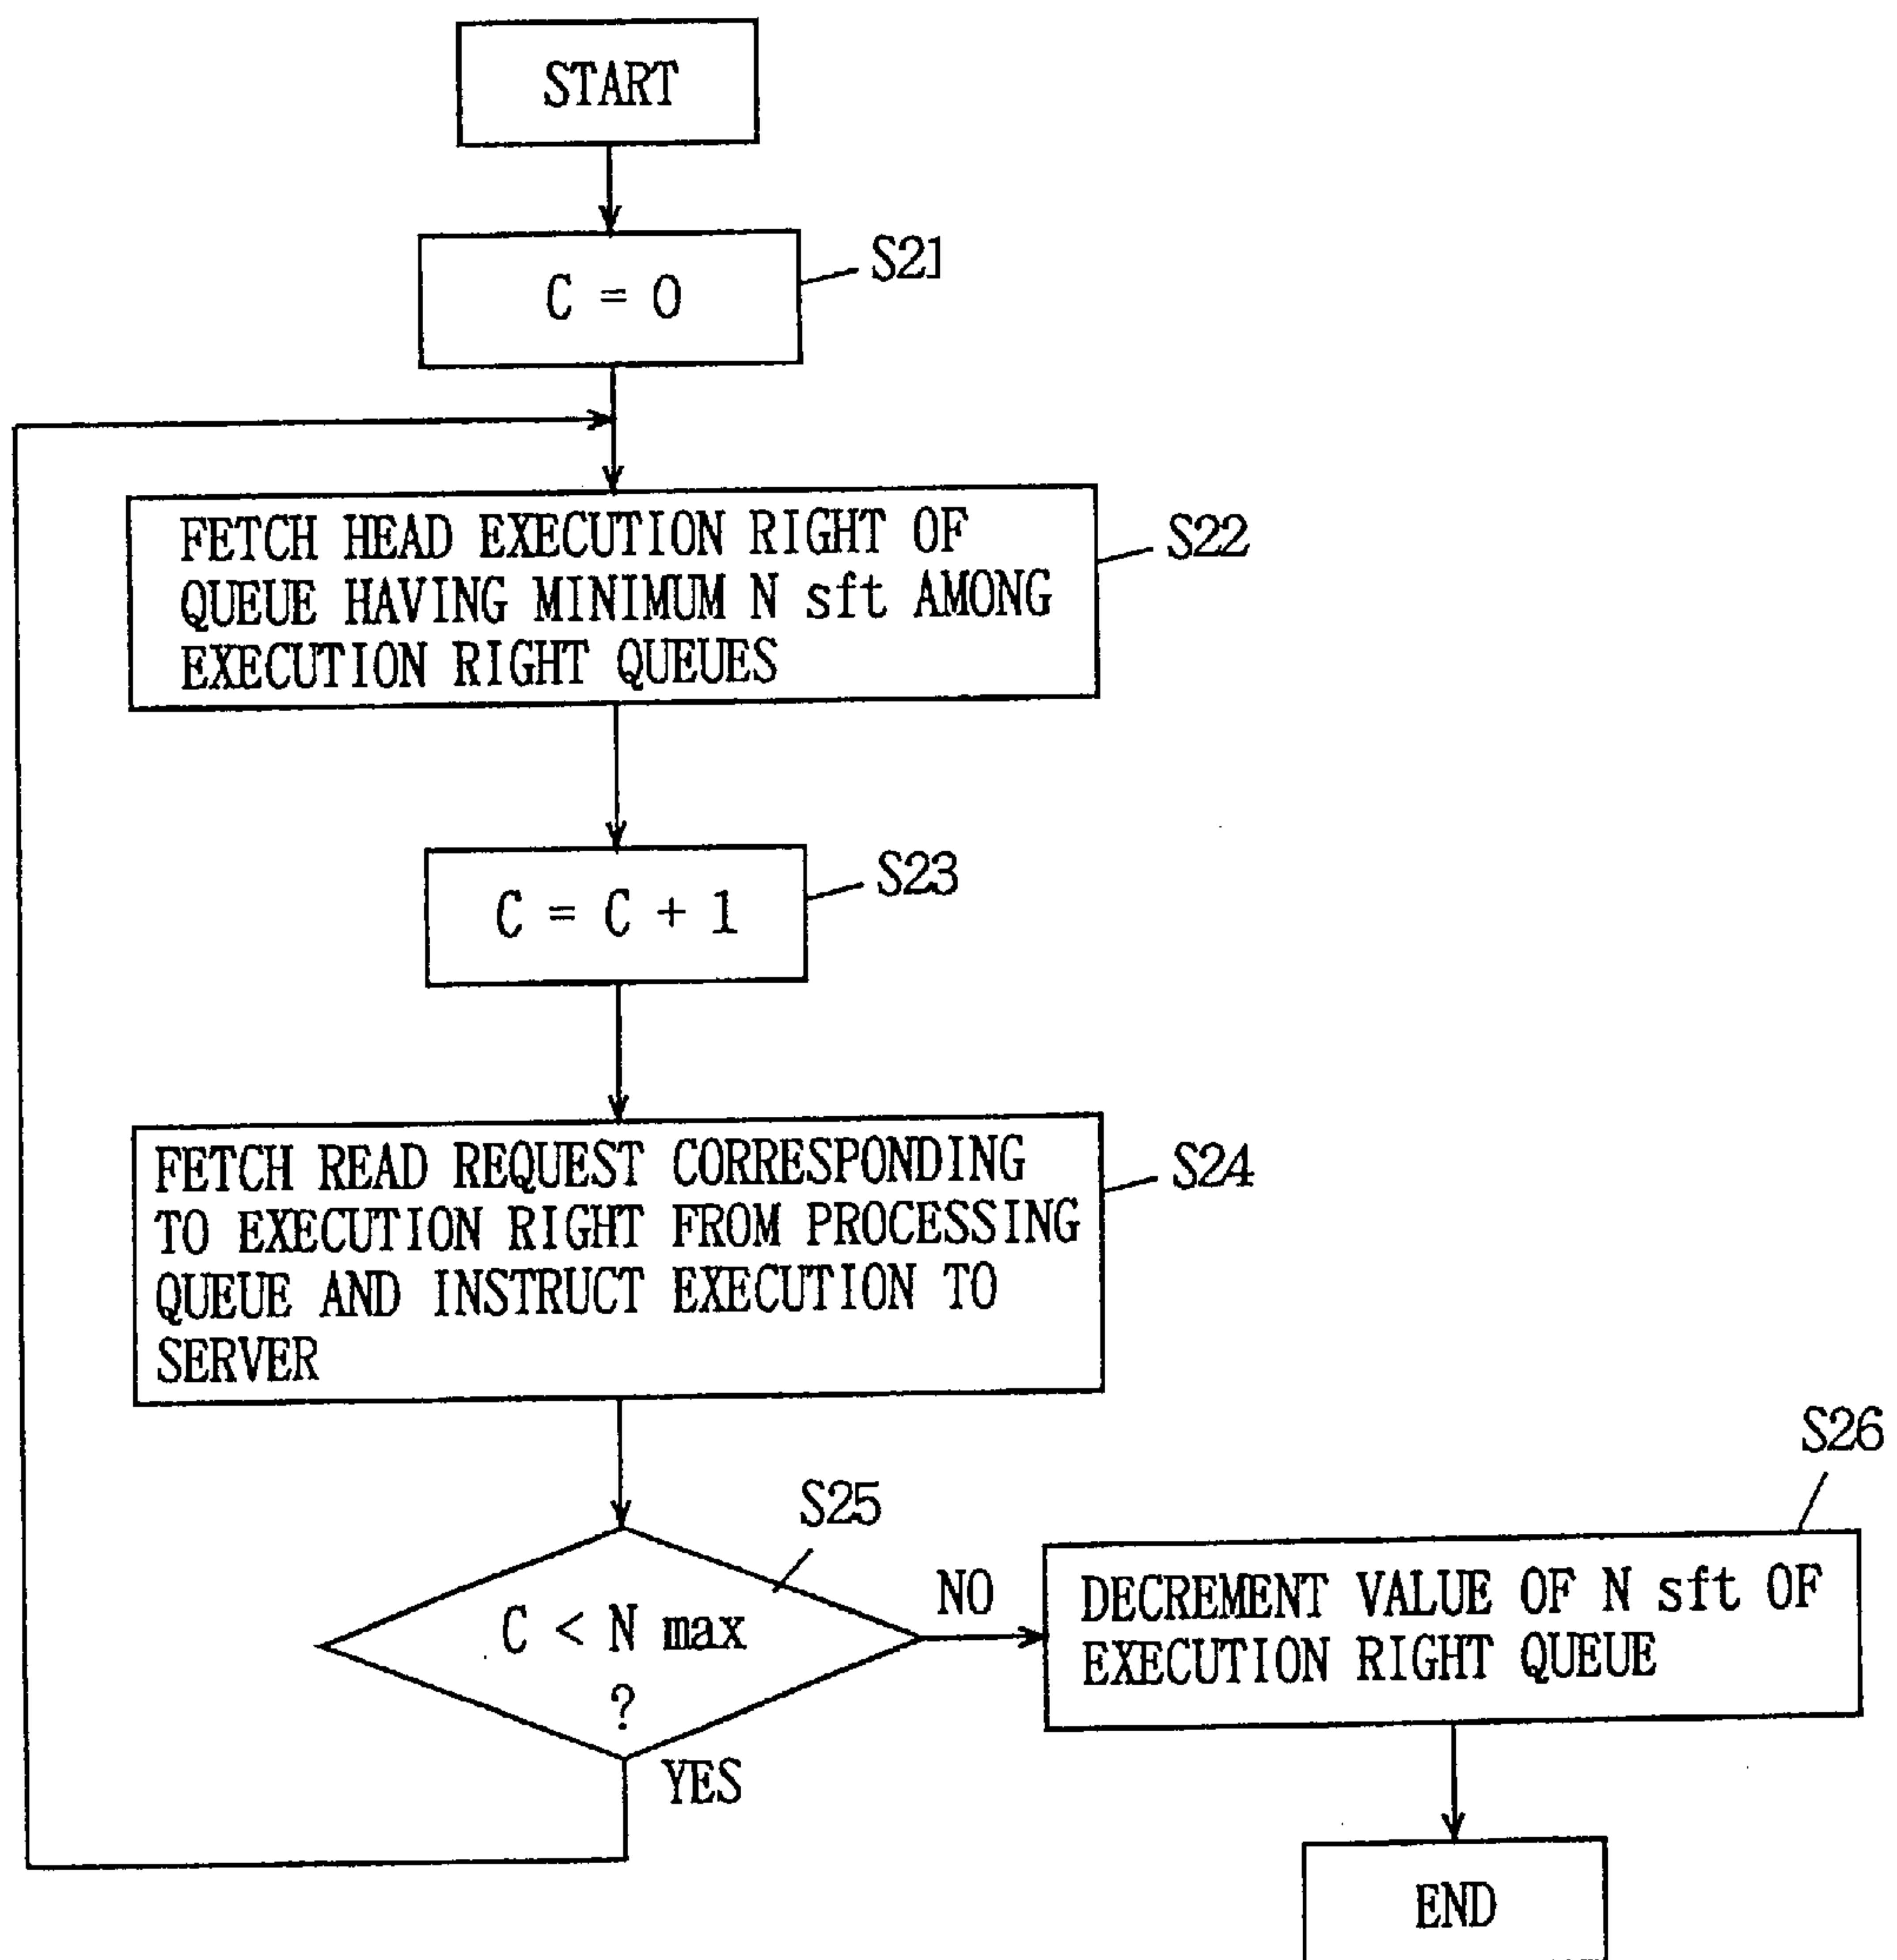 START
C = 0
S21
FETCH HEAD EXECUTION RIGHT OF
QUEUE HAVING MINIMUM N sft AMONG
EXECUTION RIGHT QUEUES
S22
C = C + 1
S23
FETCH READ REQUEST CORRESPONDING
TO EXECUTION RIGHT FROM PROCESSING
QUEUE AND INSTRUCT EXECUTION TO
SERVER
S24
C < N max
?
S25
NO
YES
DECREMENT VALUE OF N sft OF
EXECUTION RIGHT QUEUE
S26
END